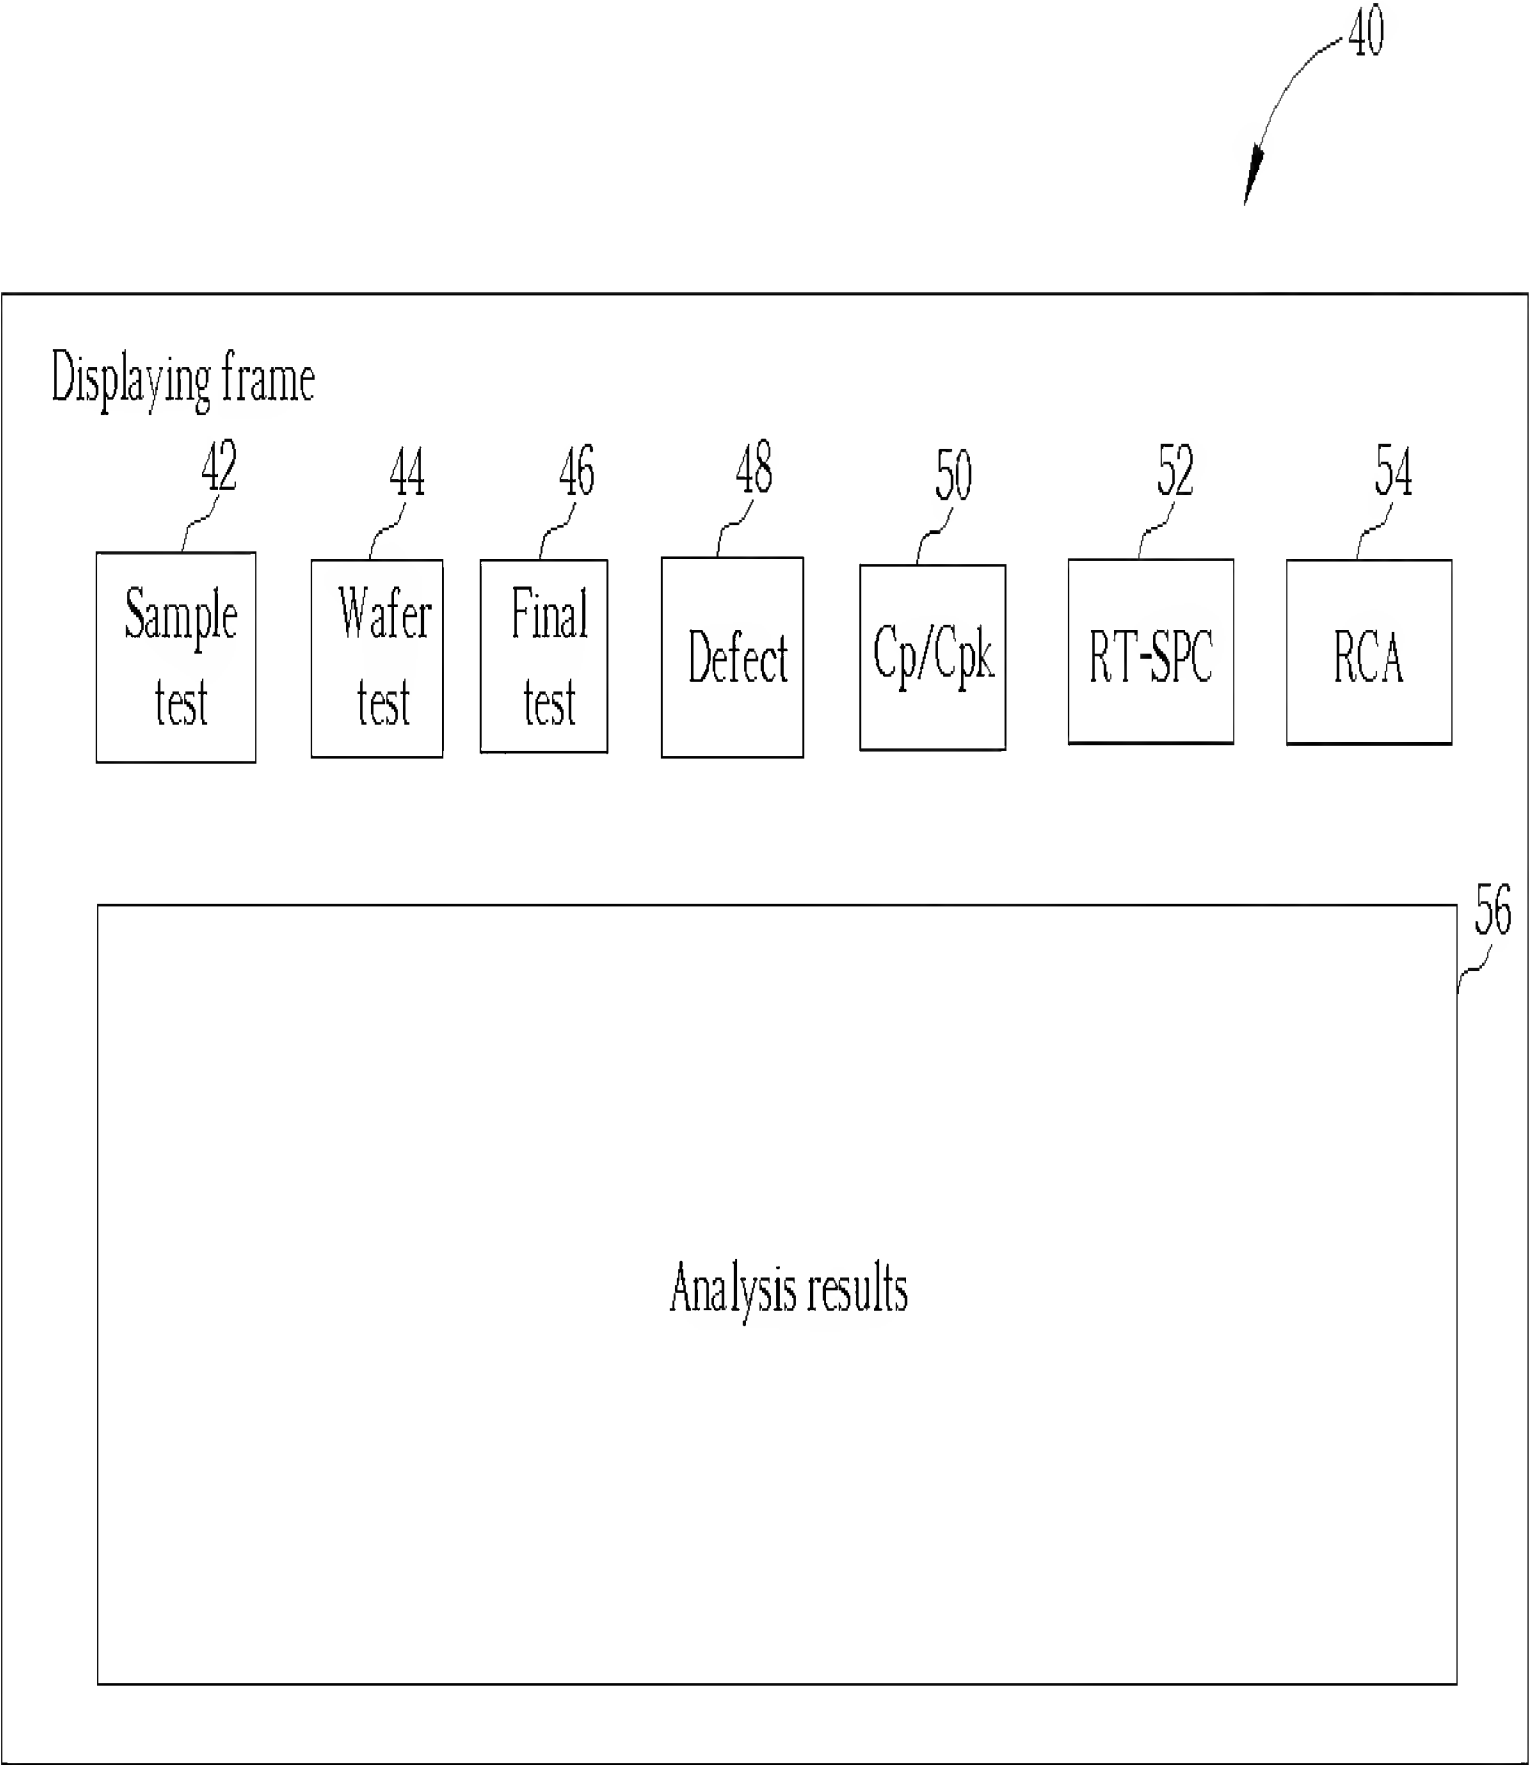 40
Displaying frame
42
44
46
48
50
52
54
Sample
test
Wafer
test
Final
test
Defect
Cp/Cpk
RT-SPC
RCA
56
Analysis results